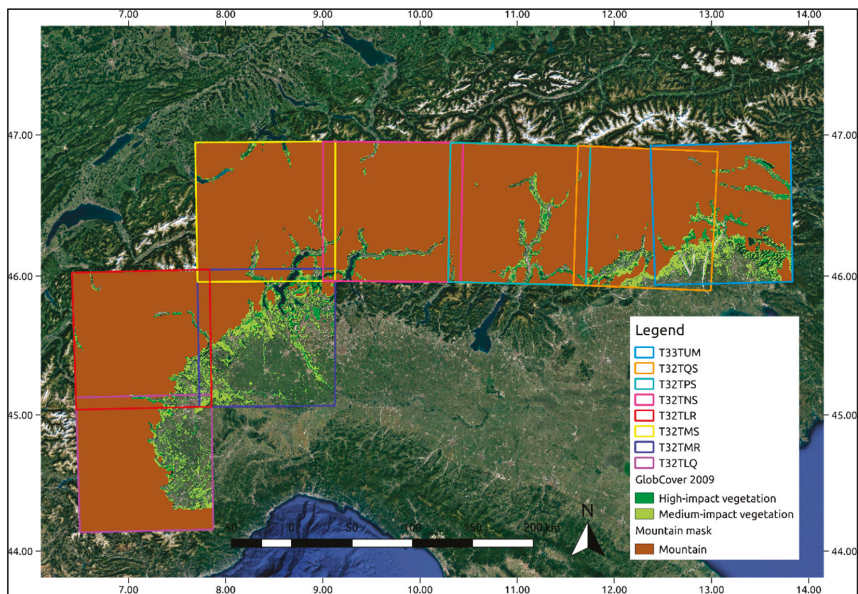 7.00 8.00 9.00 10.00 11.00 12.00 13.00 14.00
47.00 47.00
46.00 46.00
45.00 45.00
44.00 44.00
Legend
T33TUM
T32TQS
T32TPS
T32TNS
T32TLR
T32TMS
T32TMR
T32TLQ
GlobCover 2009
High-impact vegetation
Medium-impact vegetation
Mountain mask
Mountain
N
50 0 50 100 150 200 km
7.00 8.00 9.00 10.00 11.00 12.00 13.00 14.00